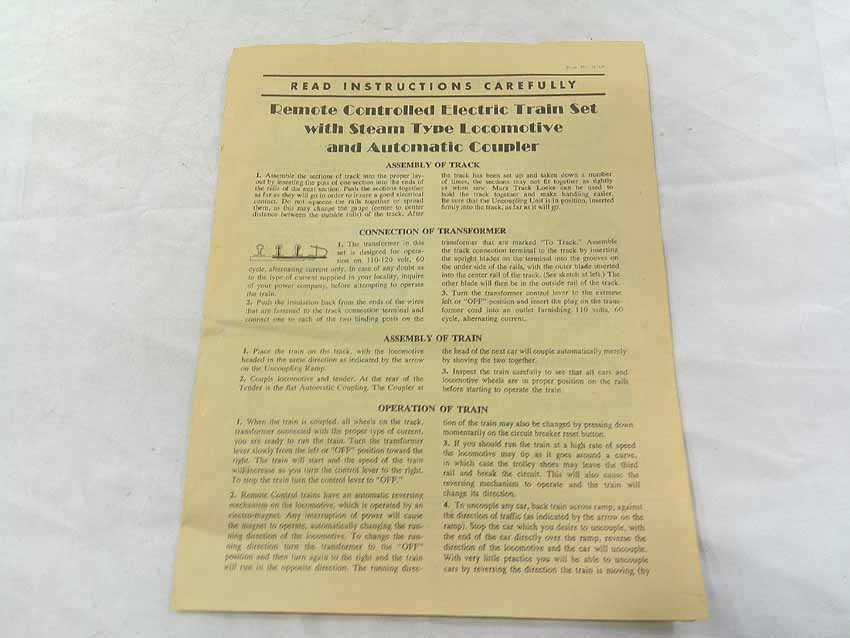 READ INSTRUCTIONS CAREFULLY
Remote Controlled Electric Train Set
with Steam Type Locomotive
and Automatic Coupler
ASSEMBLY OF TRACK
1. Assemble the sections of track into the proper lay-
out by inserting the pins of one section into the ends of
the rails of the next section. Push the sections together
as far as they will go in order to insure a good electrical
contact. Do not squeeze the rails together or spread
them, as this may change the gauge (center to center
distance between the outside rails) of the track. After
the track has been set up and taken down a number
of times, the sections may not fit together as tightly
as when new. Marx Track Locks can be used to
hold the track together and make handling easier.
Be sure that the Uncoupling Unit is in position, inserted
firmly into the track, as far as it will go.
CONNECTION OF TRANSFORMER
1. The transformer in this
set is designed for opera-
tion on 110-120 volt, 60
cycle, alternating current only. In case of any doubt as
to the type of current supplied in your locality, inquire
of your power company, before attempting to operate
the train.
2. Push the insulation back from the ends of the wires
that are fastened to the track connection terminal and
connect one to each of the two binding posts on the
transformer that are marked "To Track." Assemble
the track connection terminal to the track by inserting
the upright blades on the terminal into the grooves on
the under side of the rails, with the outer blade inserted
into the center rail of the track. (See sketch at left.) The
other blade will then be in the outside rail of the track.
3. Turn the transformer control lever to the extreme
left or "OFF" position and insert the plug on the trans-
former cord into an outlet furnishing 110 volts, 60
cycle, alternating current.
ASSEMBLY OF TRAIN
1. Place the train on the track, with the locomotive
headed in the same direction as indicated by the arrow
on the Uncoupling Ramp.
2. Couple locomotive and tender. At the rear of the
Tender is the flat Automatic Coupling. The Coupler at
the head of the next car will couple automatically merely
by shoving the two together.
3. Inspect the train carefully to see that all cars and
locomotive wheels are in proper position on the rails
before starting to operate the train.
OPERATION OF TRAIN
1. When the train is coupled, all wheels on the track,
transformer connected with the proper type of current,
you are ready to run the train. Turn the transformer
lever slowly from the left or "OFF" position toward the
right. The train will start and the speed of the train
will increase as you turn the control lever to the right.
To stop the train turn the control lever to "OFF."
2. Remote Control trains have an automatic reversing
mechanism on the locomotive, which is operated by an
electro-magnet. Any interruption of power will cause
the magnet to operate, automatically changing the run-
ning direction of the locomotive. To change the run-
ning direction turn the transformer to the "OFF"
position and then turn again to the right and the train
will run in the opposite direction. The running direc-
tion of the train may also be changed by pressing down
momentarily on the circuit breaker reset button.
3. If you should run the train at a high rate of speed
the locomotive may tip as it goes around a curve,
in which case the trolley shoes may leave the third
rail and break the circuit. This will also cause the
reversing mechanism to operate and the train will
change its direction.
4. To uncouple any car, back train across ramp, against
the direction of traffic (as indicated by the arrow on the
ramp). Stop the car which you desire to uncouple, with
the end of the car directly over the ramp, reverse the
direction of the locomotive and the car will uncouple.
With very little practice you will be able to uncouple
cars by reversing the direction the train is moving (by